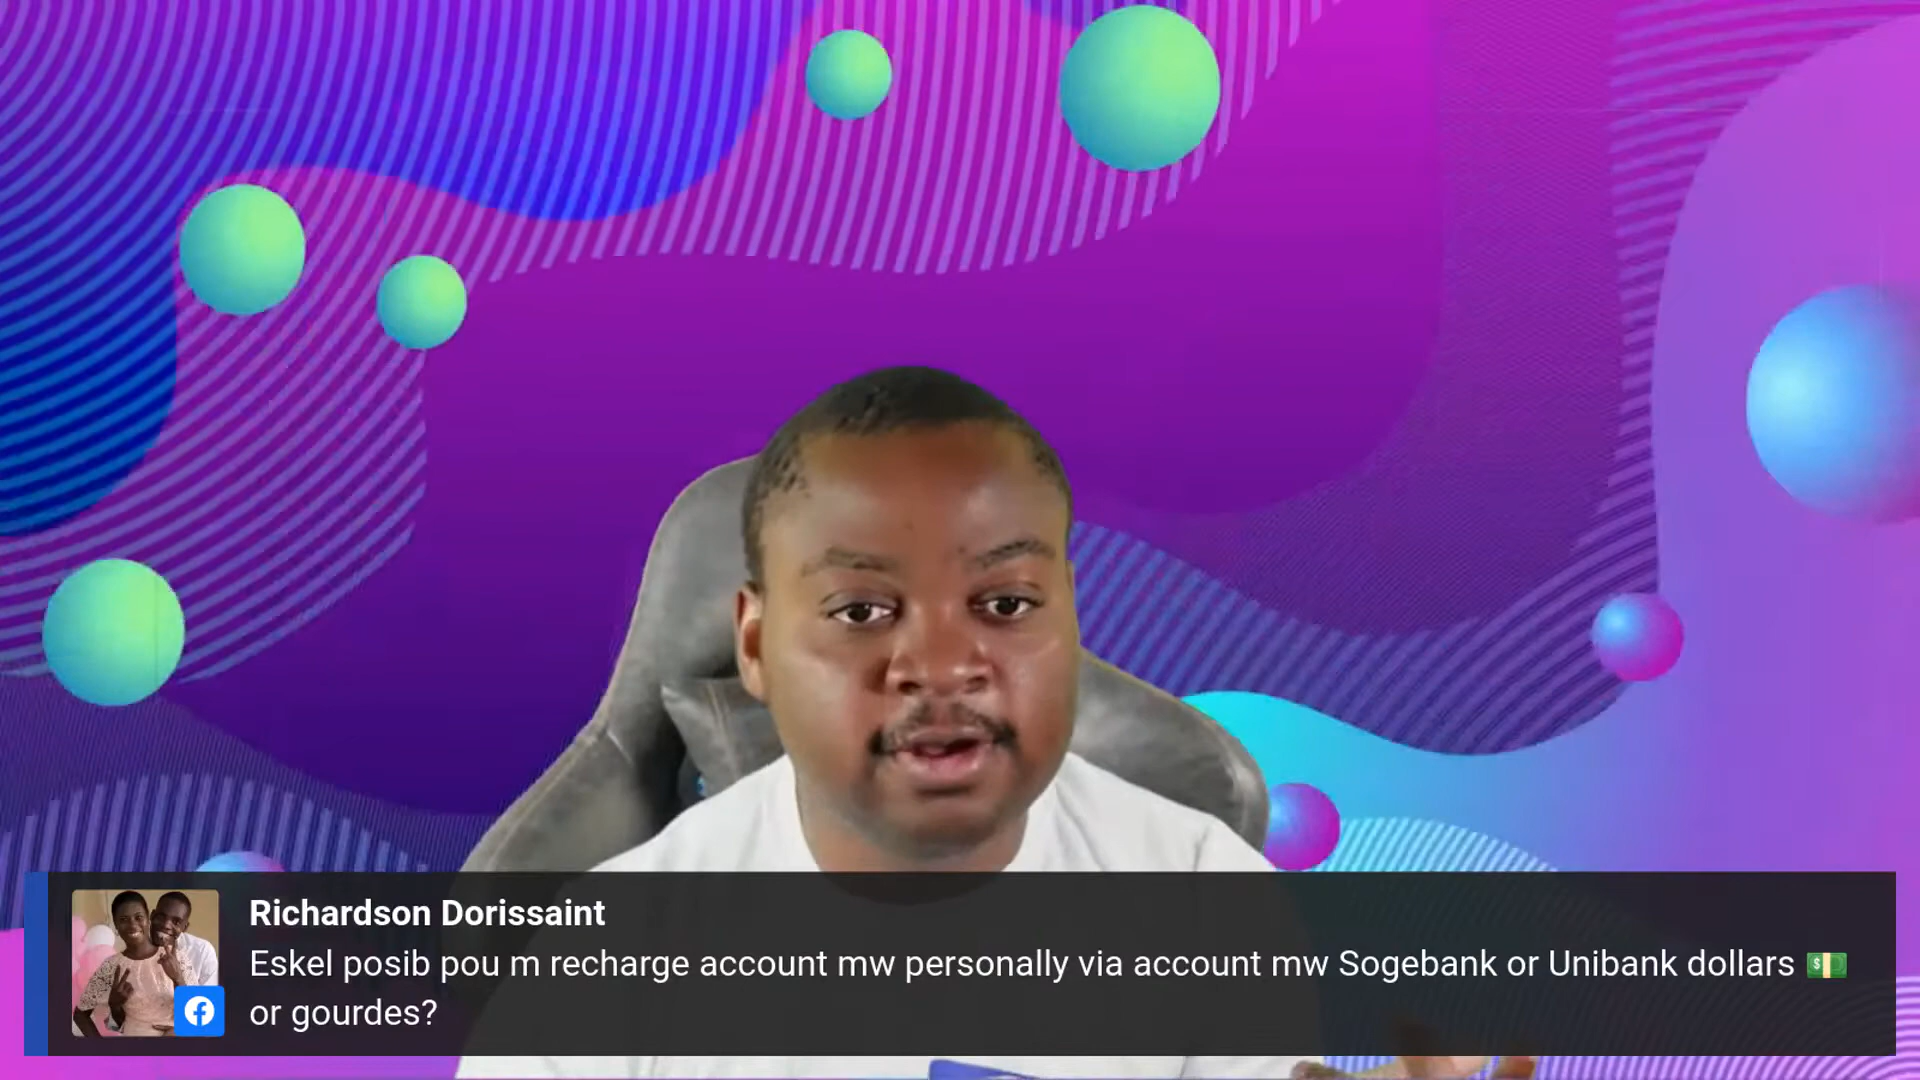 Richardson Dorissaint
Eskel posib pou m recharge account mw personally via account mw Sogebank or Unibank dollars 💵
or gourdes?